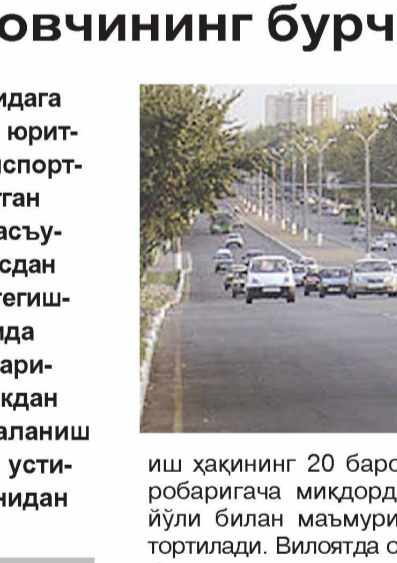 овчининг бурч
идага
юрит-
спорт-
ган
асъу-
сдан
тегиш-
ида
ари-
кдан
аланиш
усти-
нидан
иш ҳақининг 20 баро
робаригача миқдорд
йўли билан маъмури
тортилади. Вилоятда о